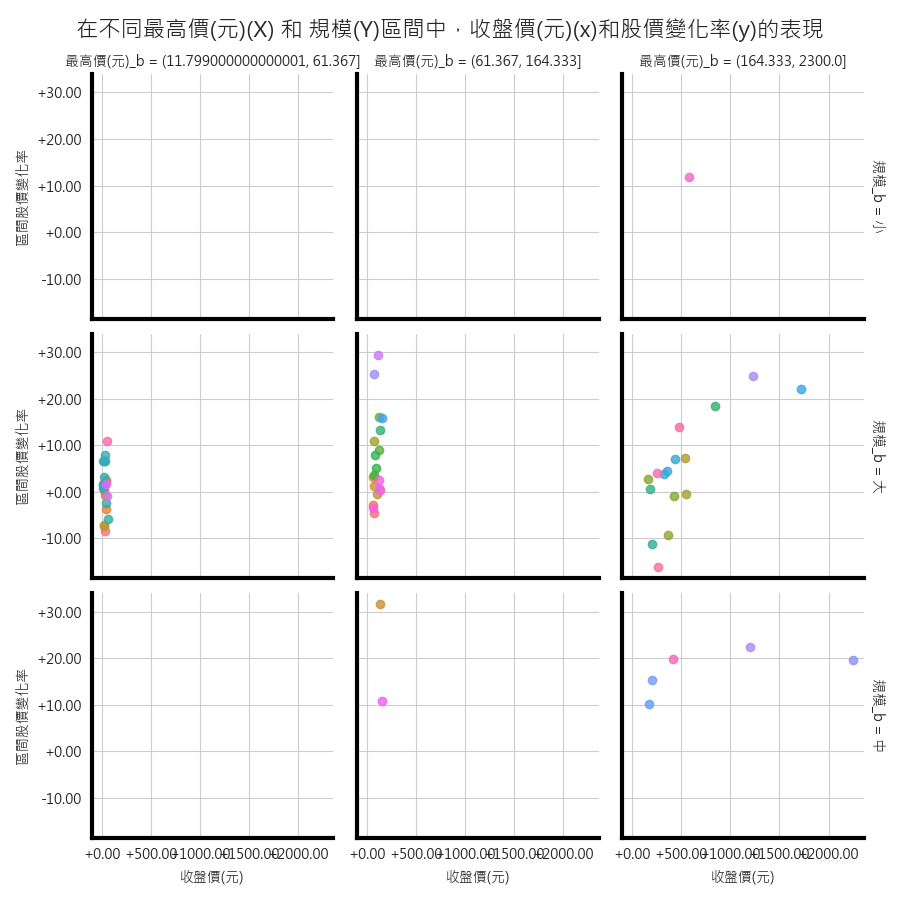 在不同最高價(元)(X) 和 規模(Y)區間中，收盤價(元)(x)和股價變化率(y)的表現
最高價(元)_b = (11.799000000000001, 61.367]
最高價(元)_b = (61.367, 164.333]
最高價(元)_b = (164.333, 2300.0]
+30.00
+20.00
+10.00
+0.00
-10.00
區間股價變化率
規模_b = 小
+30.00
+20.00
+10.00
+0.00
-10.00
區間股價變化率
規模_b = 大
+30.00
+20.00
+10.00
+0.00
-10.00
區間股價變化率
規模_b = 中
+0.00 +500.00 +1000.00 +1500.00 +2000.00
+0.00 +500.00 +1000.00 +1500.00 +2000.00
+0.00 +500.00 +1000.00 +1500.00 +2000.00
收盤價(元)
收盤價(元)
收盤價(元)